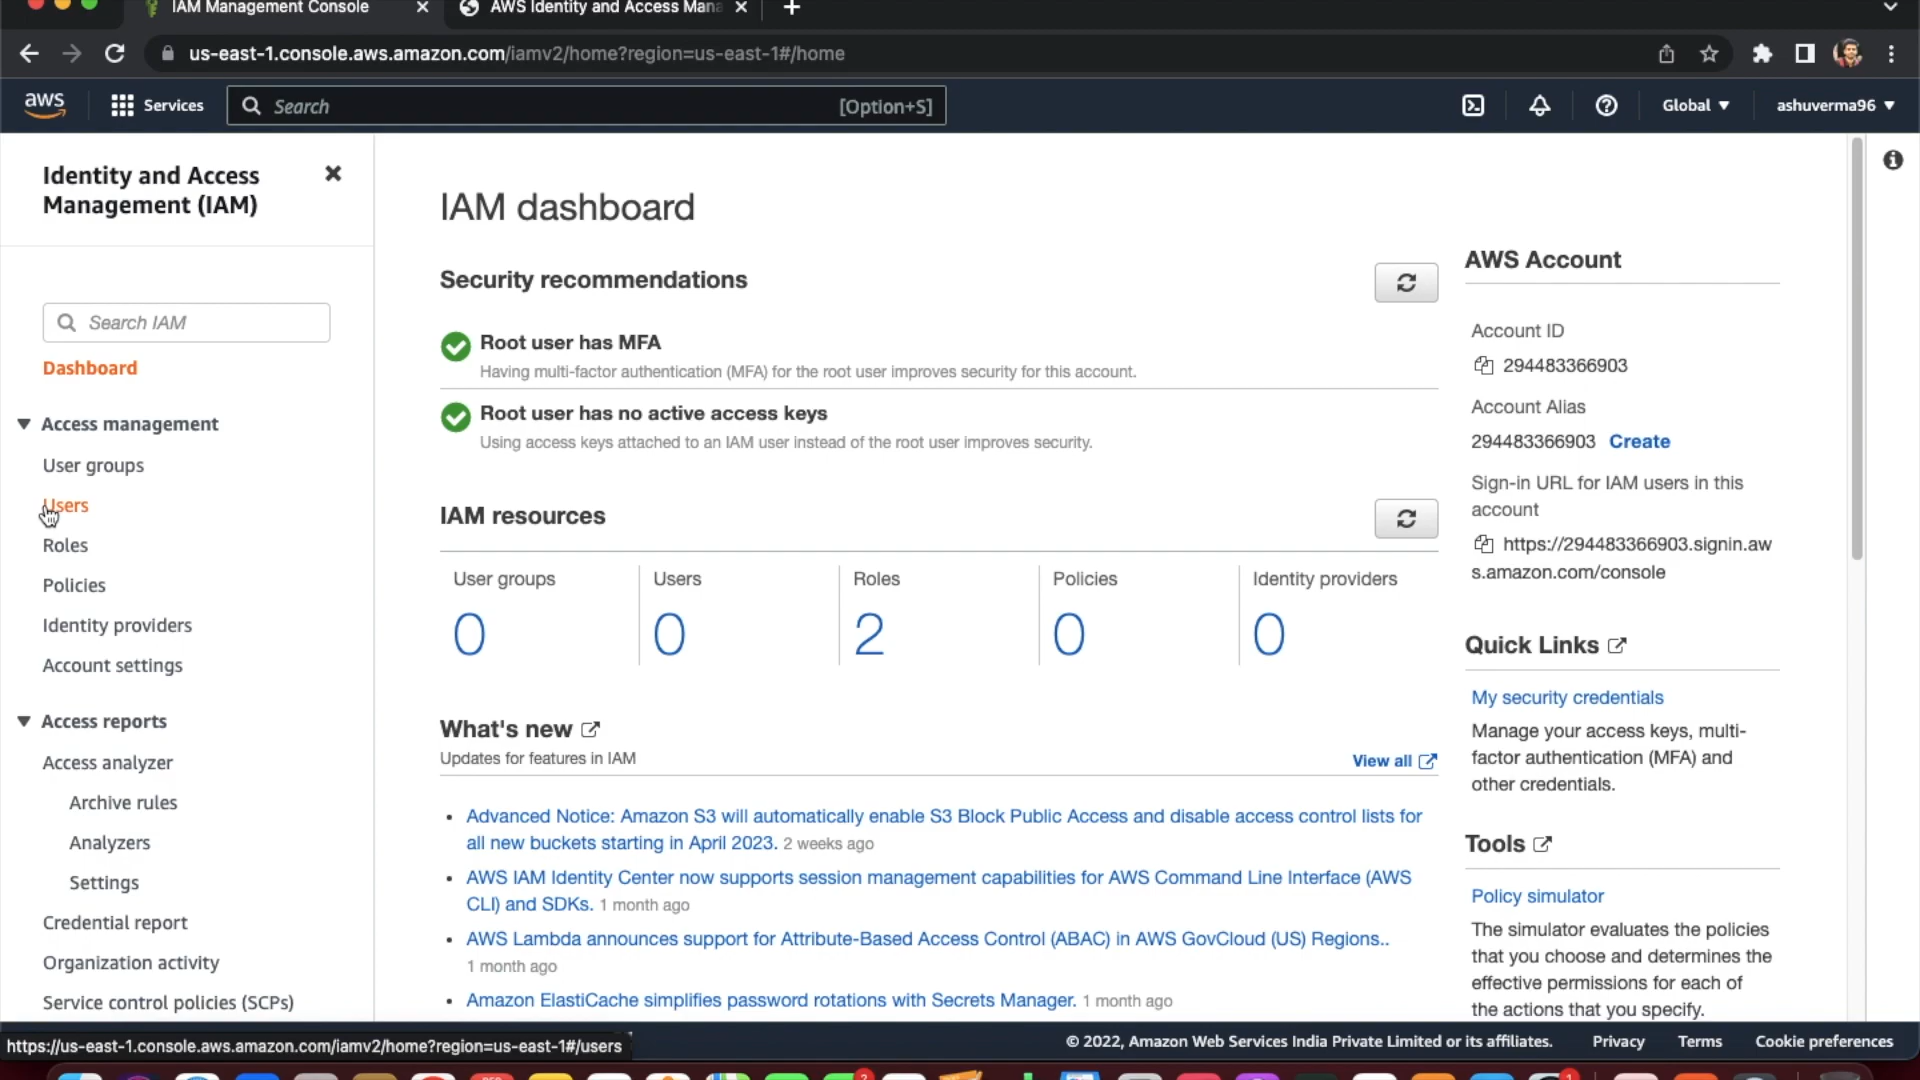 IAM Management Console
AWS Identity and Access Mana
us-east-1.console.aws.amazon.com/iamv2/home?region=us-east-1#/home
aws
Services
Search
[Option+S]
Global
ashuverma96
Identity and Access
Management (IAM)
Search IAM
Dashboard
Access management
User groups
Users
Roles
Policies
Identity providers
Account settings
Access reports
Access analyzer
Archive rules
Analyzers
Settings
Credential report
Organization activity
Service control policies (SCPs)
IAM dashboard
Security recommendations
Root user has MFA
Having multi-factor authentication (MFA) for the root user improves security for this account.
Root user has no active access keys
Using access keys attached to an IAM user instead of the root user improves security.
IAM resources
User groups
0
Users
0
Roles
2
Policies
0
Identity providers
0
What's new
Updates for features in IAM
View all
Advanced Notice: Amazon S3 will automatically enable S3 Block Public Access and disable access control lists for
all new buckets starting in April 2023. 2 weeks ago
AWS IAM Identity Center now supports session management capabilities for AWS Command Line Interface (AWS
CLI) and SDKs. 1 month ago
AWS Lambda announces support for Attribute-Based Access Control (ABAC) in AWS GovCloud (US) Regions..
1 month ago
Amazon ElastiCache simplifies password rotations with Secrets Manager. 1 month ago
AWS Account
Account ID
294483366903
Account Alias
294483366903 Create
Sign-in URL for IAM users in this
account
https://294483366903.signin.aw
s.amazon.com/console
Quick Links
My security credentials
Manage your access keys, multi-
factor authentication (MFA) and
other credentials.
Tools
Policy simulator
The simulator evaluates the policies
that you choose and determines the
effective permissions for each of
the actions that you specify.
https://us-east-1.console.aws.amazon.com/iamv2/home?region=us-east-1#/users
© 2022, Amazon Web Services India Private Limited or its affiliates.
Privacy
Terms
Cookie preferences